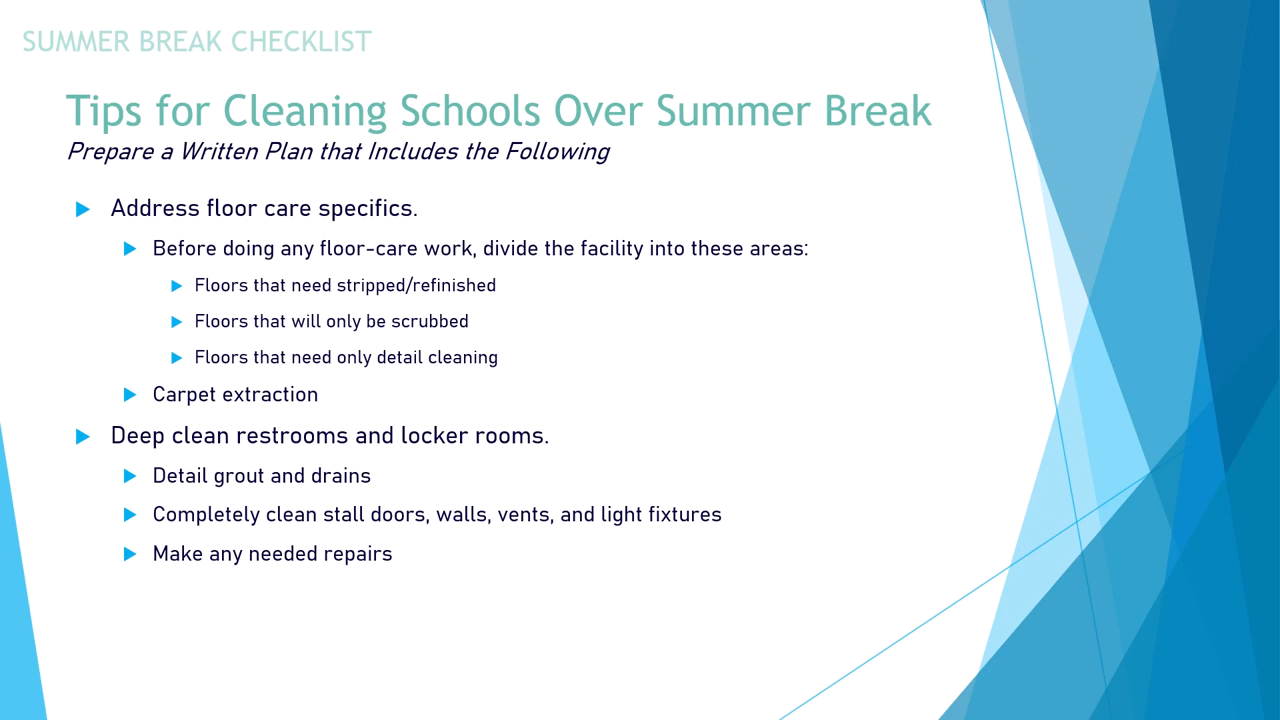 SUMMER BREAK CHECKLIST
Tips for Cleaning Schools Over Summer Break
Prepare a Written Plan that Includes the Following
Address floor care specifics.
Before doing any floor-care work, divide the facility into these areas:
Floors that need stripped/refinished
Floors that will only be scrubbed
Floors that need only detail cleaning
Carpet extraction
Deep clean restrooms and locker rooms.
Detail grout and drains
Completely clean stall doors, walls, vents, and light fixtures
Make any needed repairs